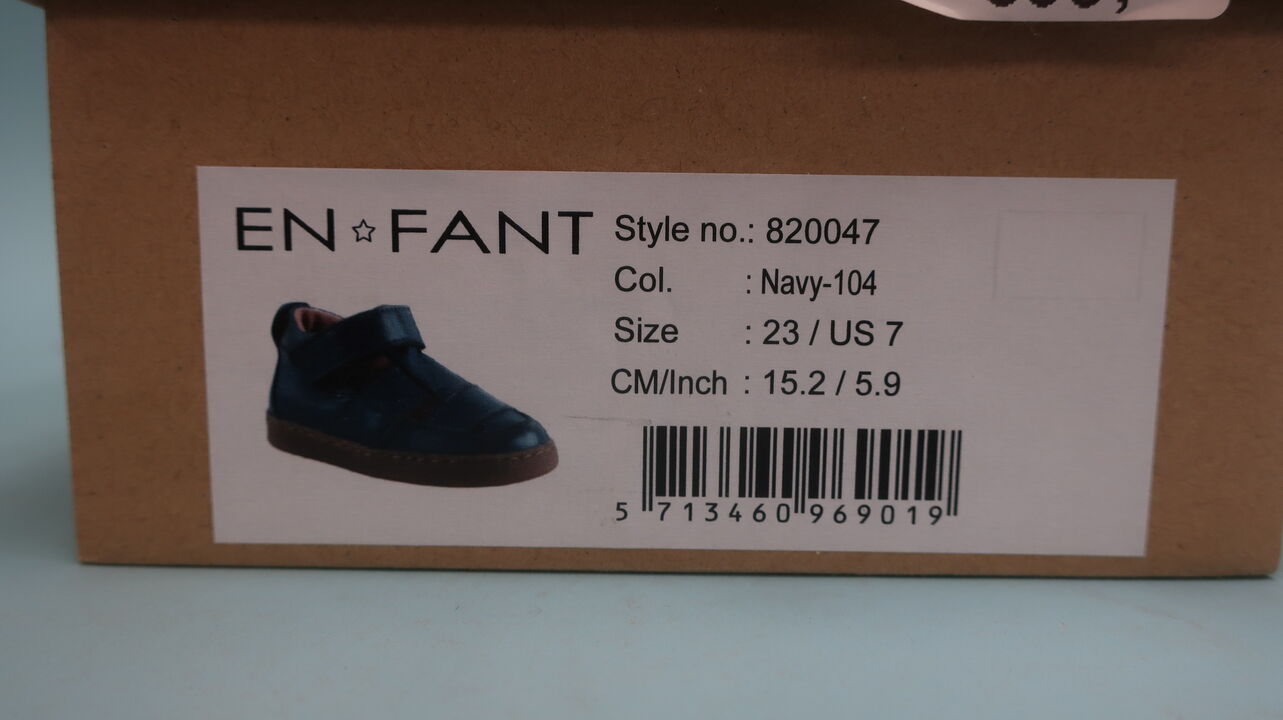 EN☆FANT
Style no.: 820047
Col. : Navy-104
Size : 23 / US 7
CM/Inch : 15.2 / 5.9
5 713460 969019